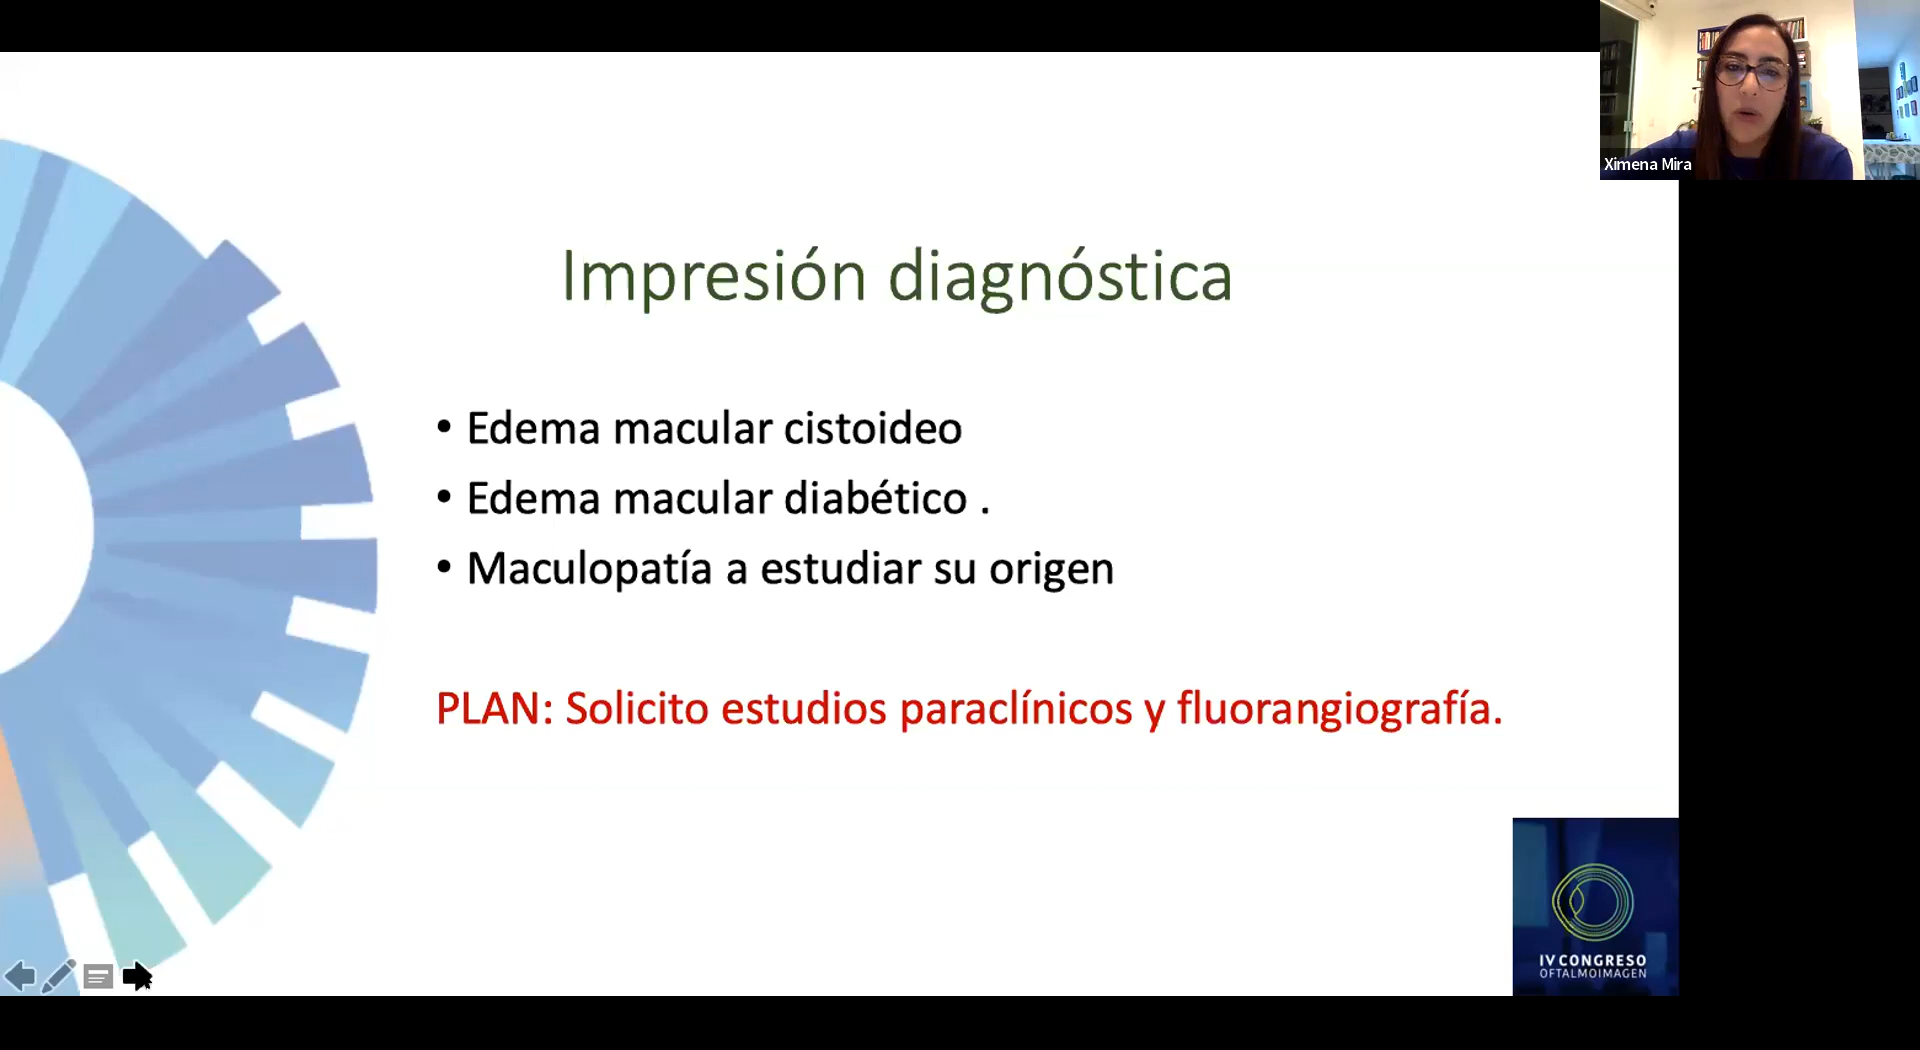 Ximena Mira
Impresión diagnóstica
• Edema macular cistoideo
• Edema macular diabético .
• Maculopatía a estudiar su origen
PLAN: Solicito estudios paraclínicos y fluorangiografía.
IV CONGRESO
OFTALMOIMAGEN